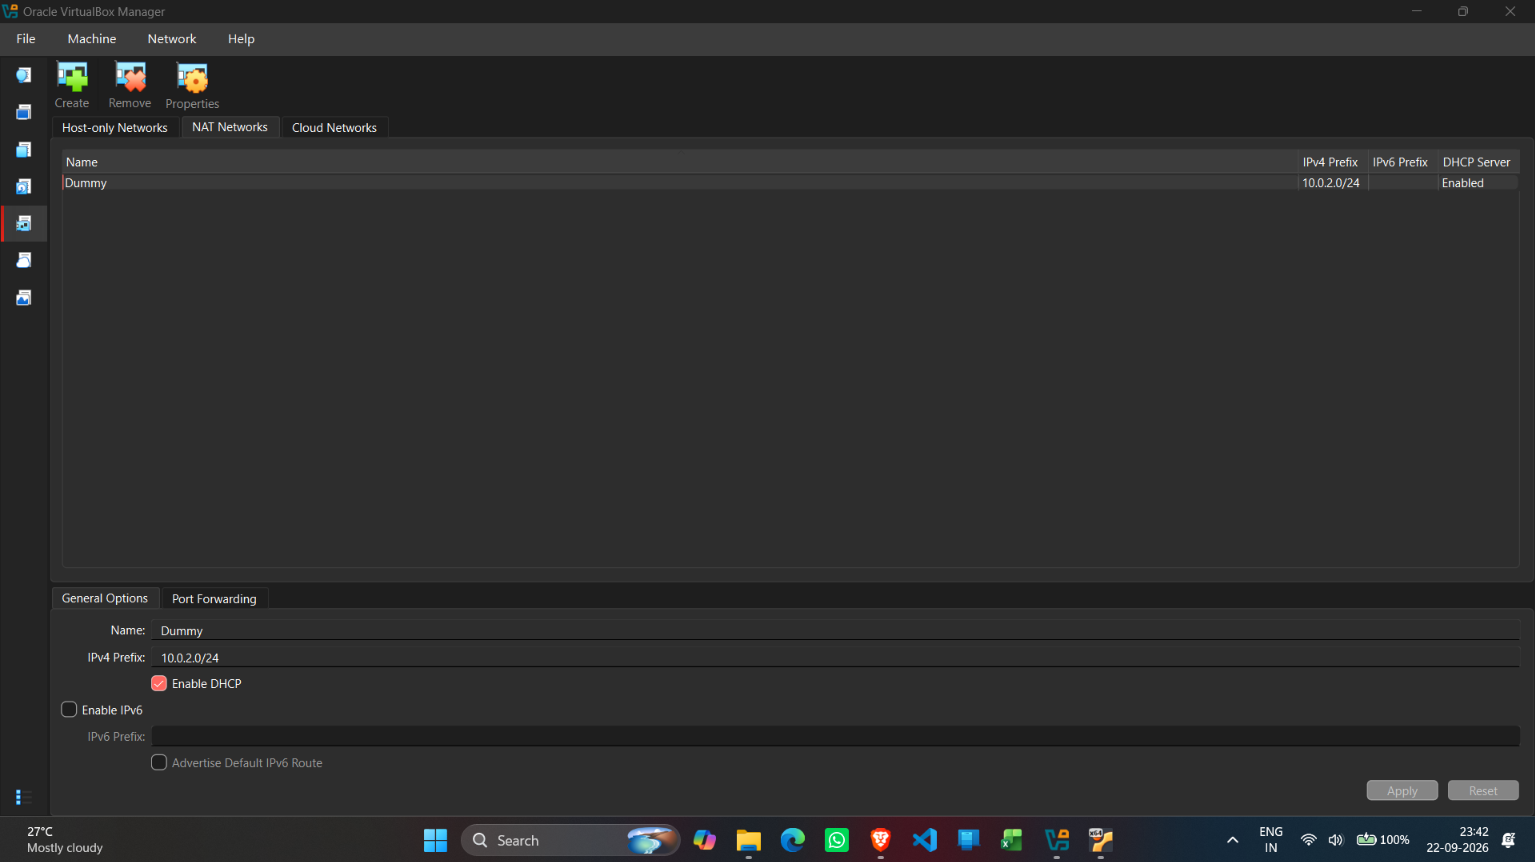 Oracle VirtualBox Manager
File Machine Network Help
Create Remove Properties
Host-only Networks NAT Networks Cloud Networks
Name IPv4 Prefix IPv6 Prefix DHCP Server
Dummy 10.0.2.0/24 Enabled
General Options Port Forwarding
Name: Dummy
IPv4 Prefix: 10.0.2.0/24
Enable DHCP
Enable IPv6
IPv6 Prefix:
Advertise Default IPv6 Route
Apply Reset
27°C
Mostly cloudy
Search
ENG
IN
100%
23:42
22-09-2026